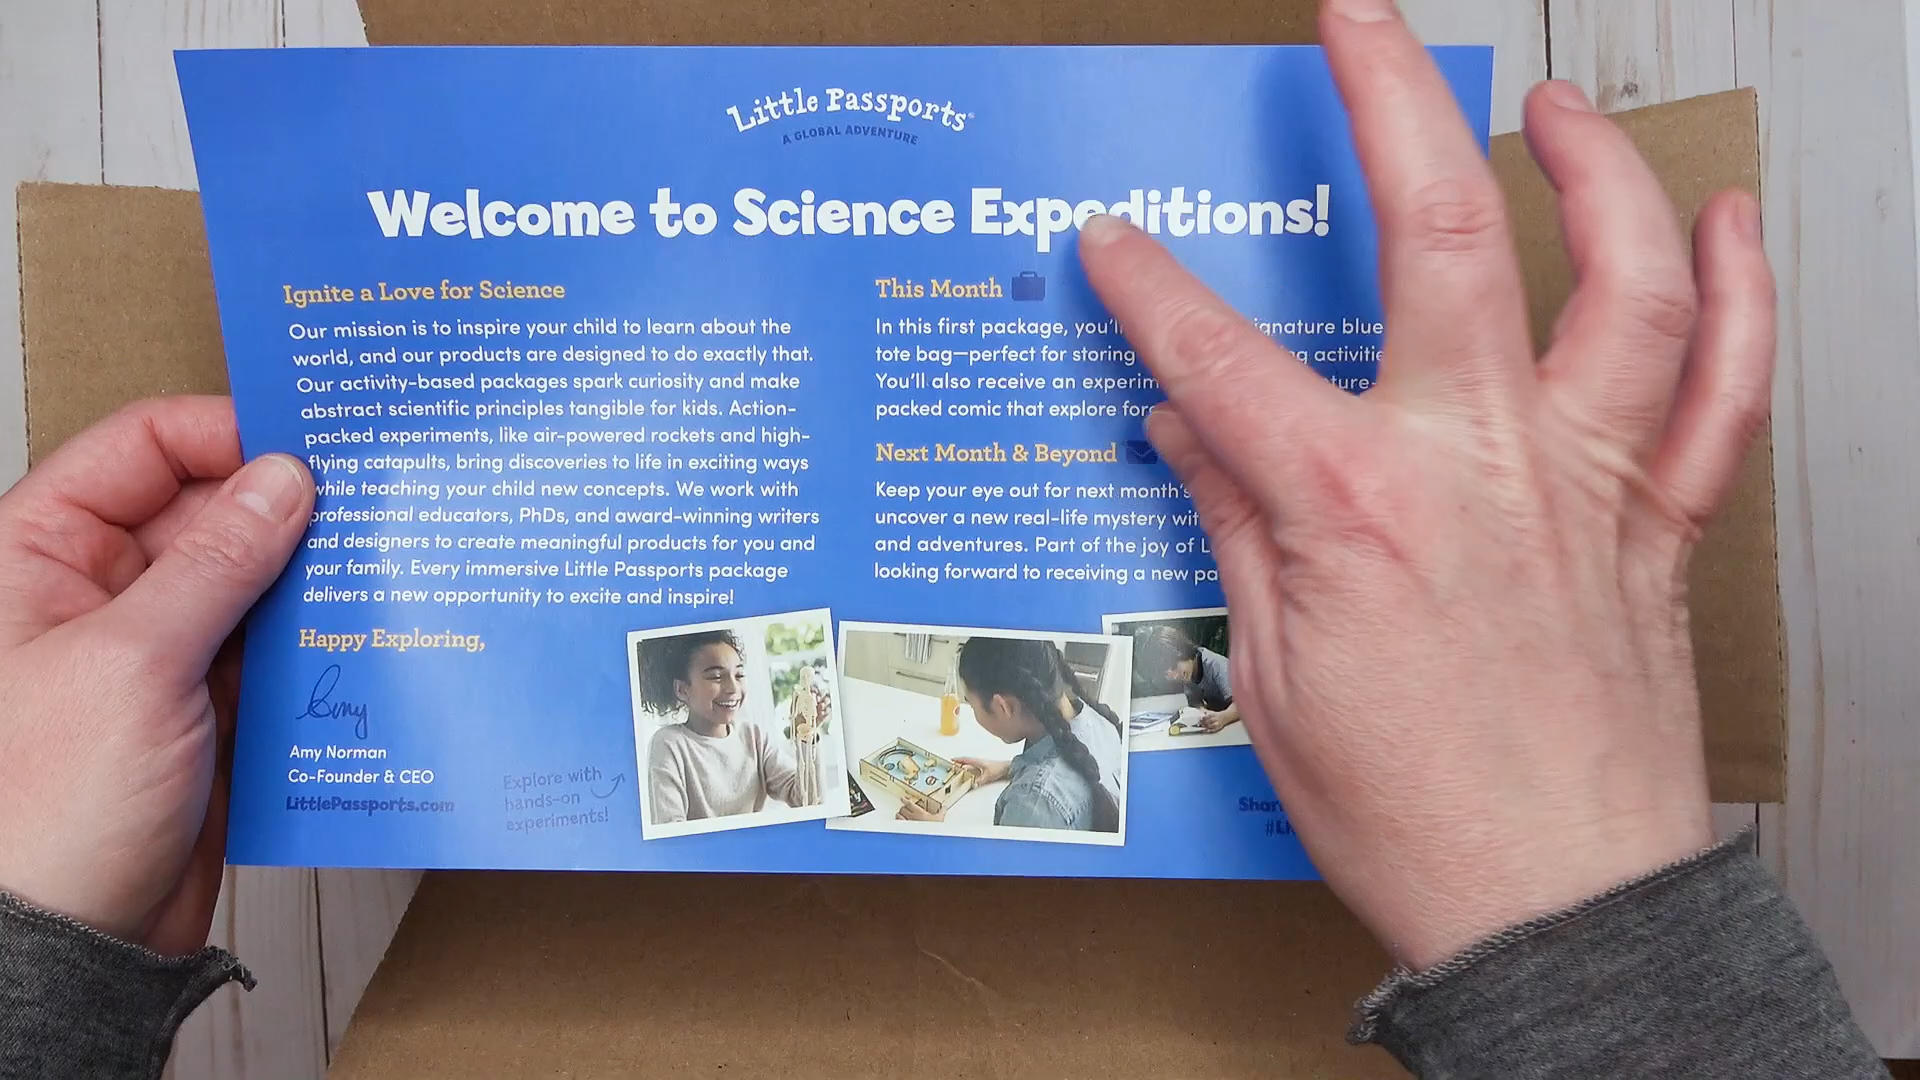 Little Passports
A GLOBAL ADVENTURE
Welcome to Science Expeditions!
Ignite a Love for Science
Our mission is to inspire your child to learn about the
world, and our products are designed to do exactly that.
Our activity-based packages spark curiosity and make
abstract scientific principles tangible for kids. Action-
packed experiments, like air-powered rockets and high-
flying catapults, bring discoveries to life in exciting ways
while teaching your child new concepts. We work with
professional educators, PhDs, and award-winning writers
and designers to create meaningful products for you and
your family. Every immersive Little Passports package
delivers a new opportunity to excite and inspire!
Happy Exploring,
Amy
Amy Norman
Co-Founder & CEO
LittlePassports.com
Explore with
hands-on
experiments!
This Month
In this first package, you'll blue
tote bag—perfect for storing
You'll also receive an
packed comic that explore
Next Month & Beyond
Keep your eye out for next month's
uncover a new real-life mystery
and adventures. Part of the joy of
looking forward to receiving a new